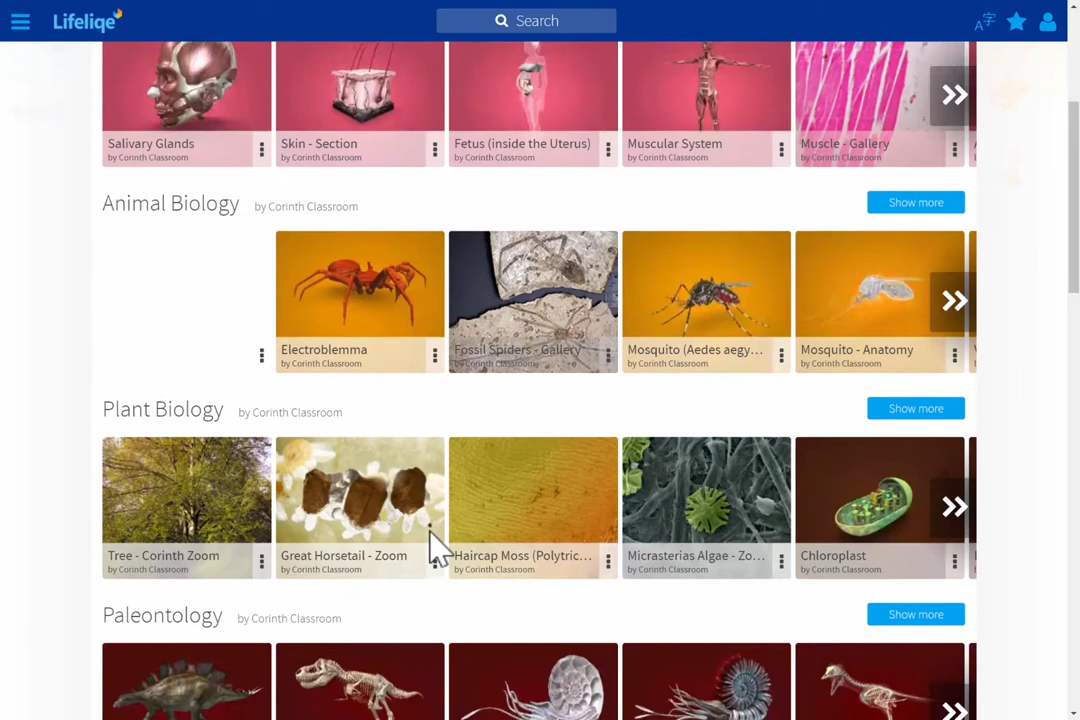 Lifeliqe
Search
Salivary Glands
by Corinth Classroom
Skin - Section
by Corinth Classroom
Fetus (inside the Uterus)
by Corinth Classroom
Muscular System
by Corinth Classroom
Muscle - Gallery
by Corinth Classroom
Animal Biology by Corinth Classroom
Show more
Electroblemma
by Corinth Classroom
Fossil Spiders - Gallery
by Corinth Classroom
Mosquito (Aedes aegy...
by Corinth Classroom
Mosquito - Anatomy
by Corinth Classroom
Plant Biology by Corinth Classroom
Show more
Tree - Corinth Zoom
by Corinth Classroom
Great Horsetail - Zoom
by Corinth Classroom
Haircap Moss (Polytric...
by Corinth Classroom
Micrasterias Algae - Zo...
by Corinth Classroom
Chloroplast
by Corinth Classroom
Paleontology by Corinth Classroom
Show more